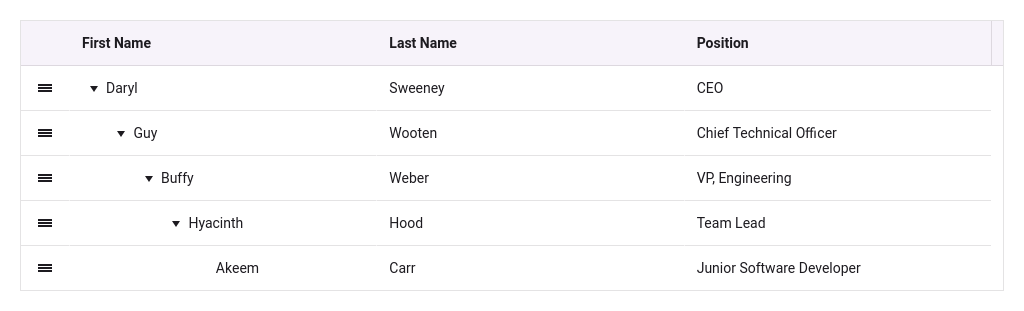 First Name Last Name Position
Daryl Sweeney CEO
Guy Wooten Chief Technical Officer
Buffy Weber VP, Engineering
Hyacinth Hood Team Lead
Akeem Carr Junior Software Developer